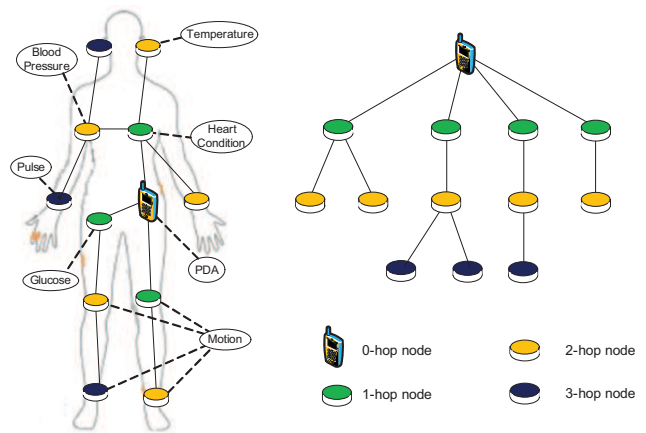 Temperature
Blood
Pressure
Heart
Condition
Pulse
Glucose
PDA
Motion
0-hop node
2-hop node
1-hop node
3-hop node